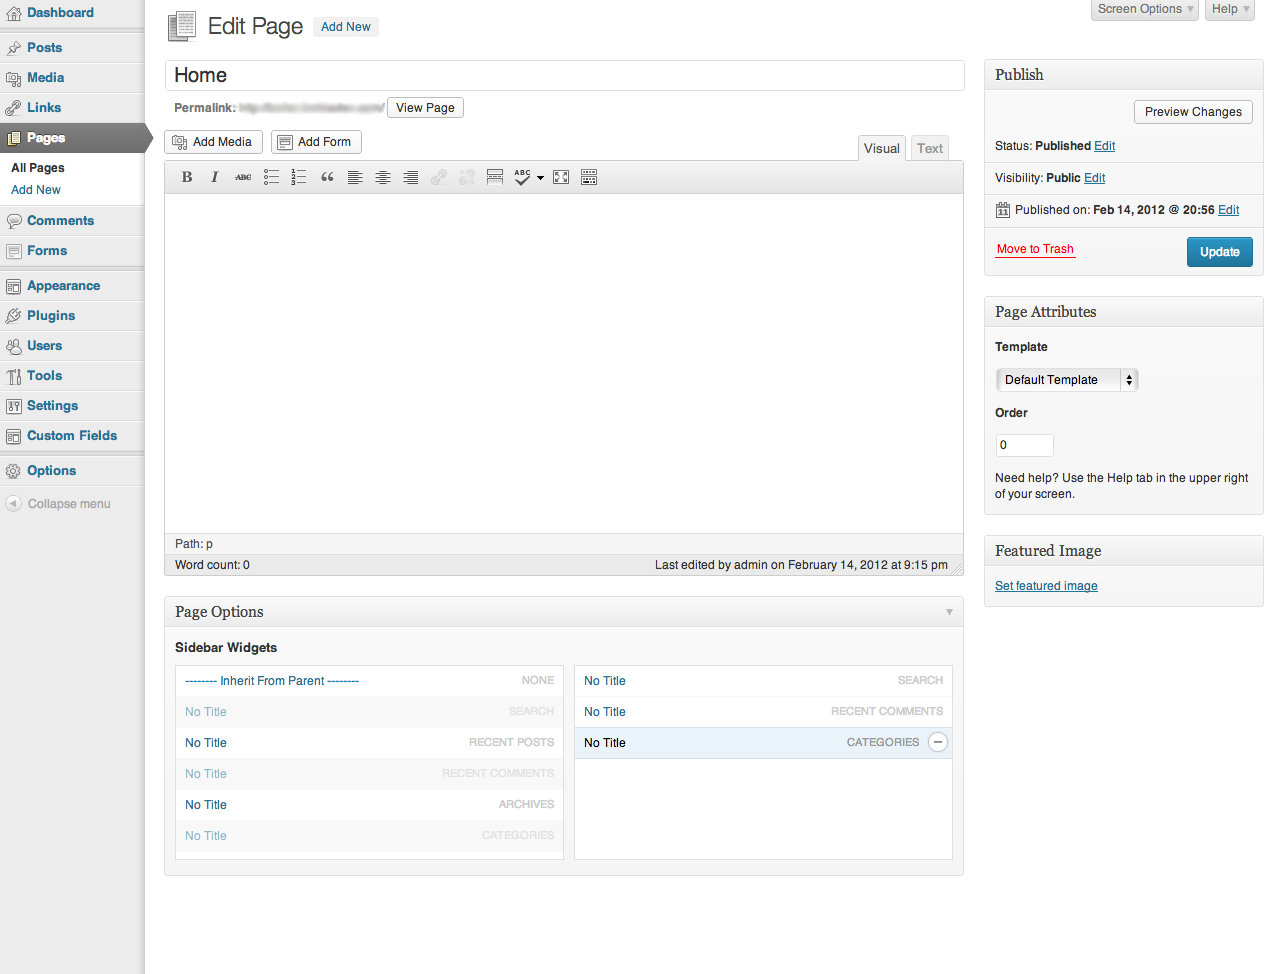 Dashboard
Posts
Media
Links
Pages
All Pages
Add New
Comments
Forms
Appearance
Plugins
Users
Tools
Settings
Custom Fields
Options
Collapse menu
Screen Options
Help
Edit Page
Add New
Home
Permalink:
View Page
Add Media
Add Form
Visual
Text
B I ABC ABC
Path: p
Word count: 0
Last edited by admin on February 14, 2012 at 9:15 pm
Page Options
Sidebar Widgets
-------- Inherit From Parent -------- NONE
No Title SEARCH
No Title RECENT POSTS
No Title RECENT COMMENTS
No Title ARCHIVES
No Title CATEGORIES
No Title SEARCH
No Title RECENT COMMENTS
No Title CATEGORIES
Publish
Preview Changes
Status: Published Edit
Visibility: Public Edit
11 Published on: Feb 14, 2012 @ 20:56 Edit
Move to Trash
Update
Page Attributes
Template
Default Template
Order
0
Need help? Use the Help tab in the upper right
of your screen.
Featured Image
Set featured image